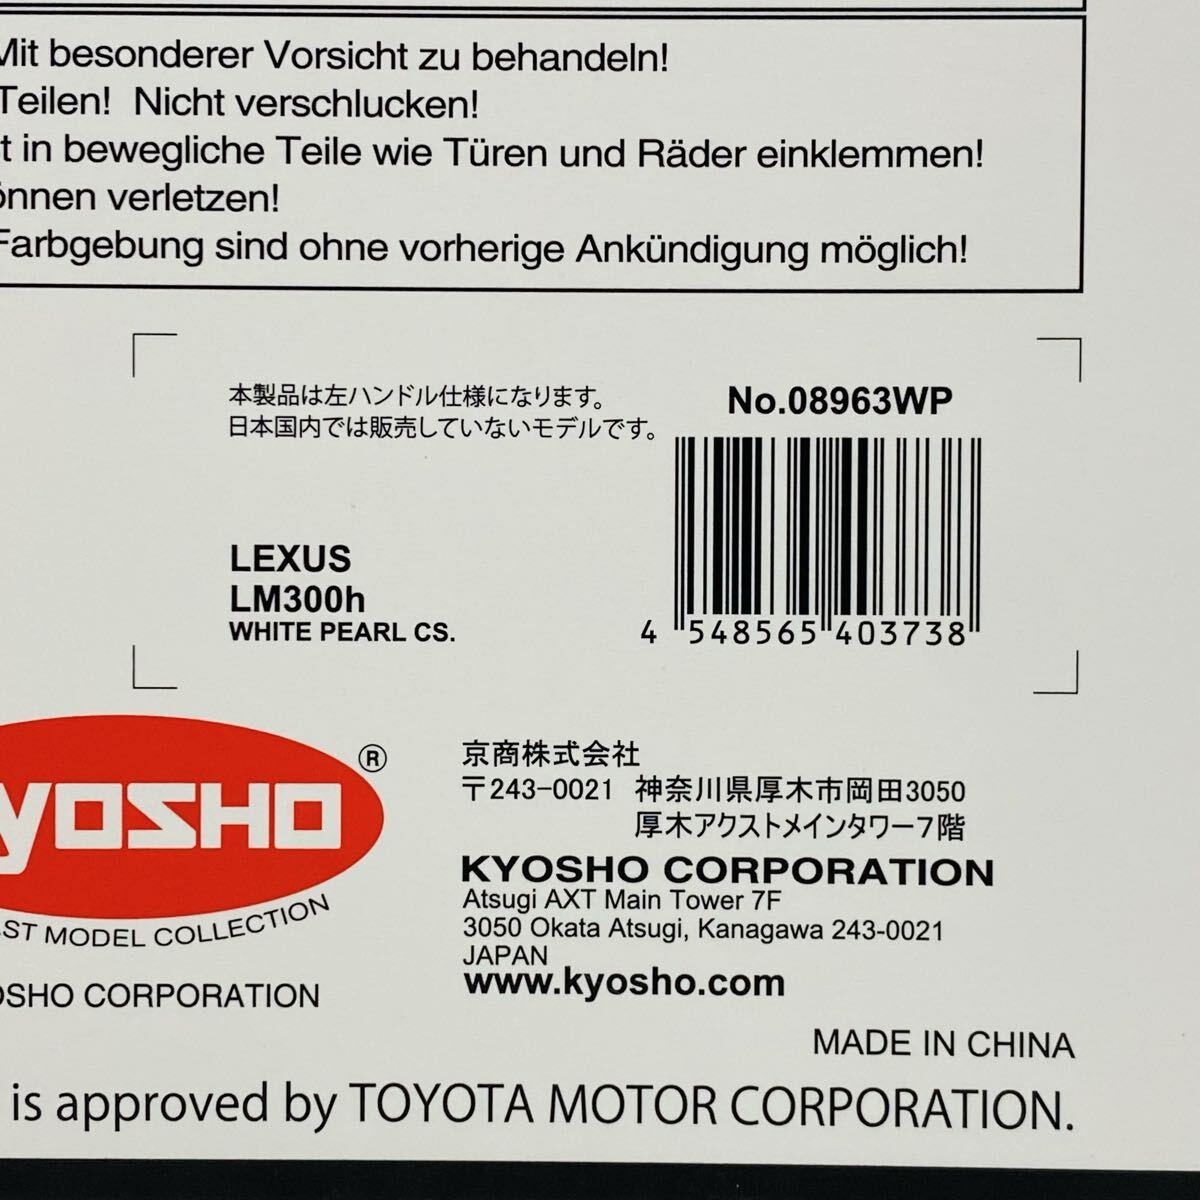 Mit besonderer Vorsicht zu behandeln!
Teilen! Nicht verschlucken!
in bewegliche Teile wie Türen und Räder einklemmen!
verletzen!
Farbgebung sind ohne vorherige Ankündigung möglich!
本製品は左ハンドル仕様になります。
日本国内では販売していないモデルです。
No.08963WP
LEXUS
LM300h
WHITE PEARL CS.
4 548565 403738
KYOSHO ®
MODEL COLLECTION
CORPORATION
京商株式会社
〒243-0021 神奈川県厚木市岡田3050
厚木アクストメインタワー7階
KYOSHO CORPORATION
Atsugi AXT Main Tower 7F
3050 Okata Atsugi, Kanagawa 243-0021
JAPAN
www.kyosho.com
MADE IN CHINA
is approved by TOYOTA MOTOR CORPORATION.